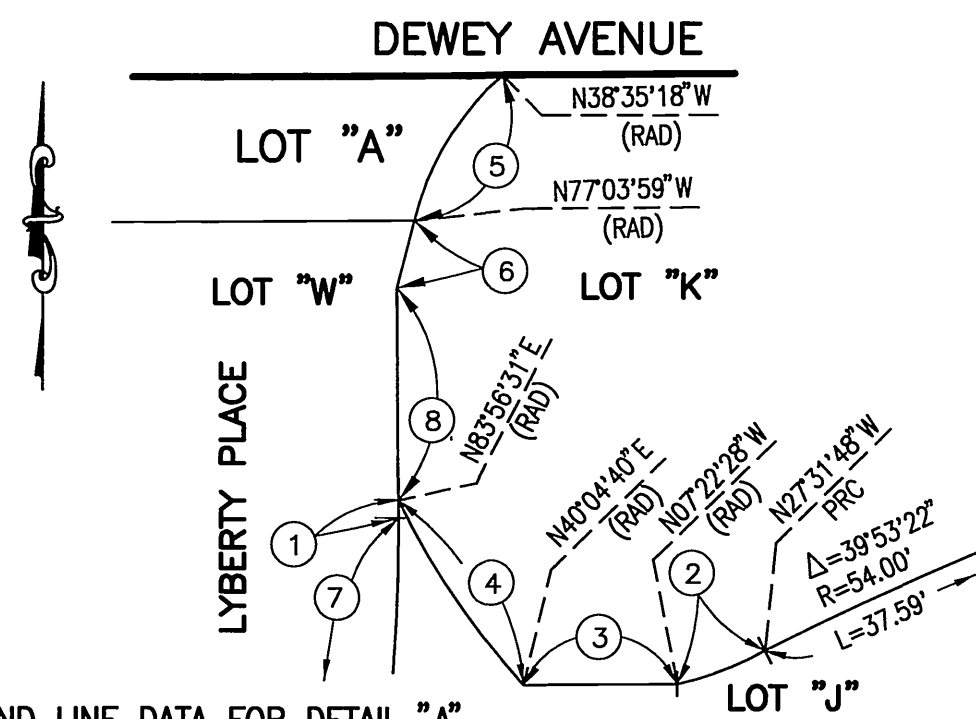 DEWEY AVENUE
N38°35'18"W
(RAD)
LOT "A"
5
N77°03'59"W
(RAD)
6
LOT "W"
LOT "K"
LYBERTY PLACE
8
N83°56'31"E
(RAD)
1
7
4
N40°04'40"E
(RAD)
N07°22'28"W
(RAD)
N27°31'48"W
PRC
2
3
Δ=39°53'22"
R=54.00'
L=37.59'
LOT "J"
LINE DATA FOR DETAIL "A"